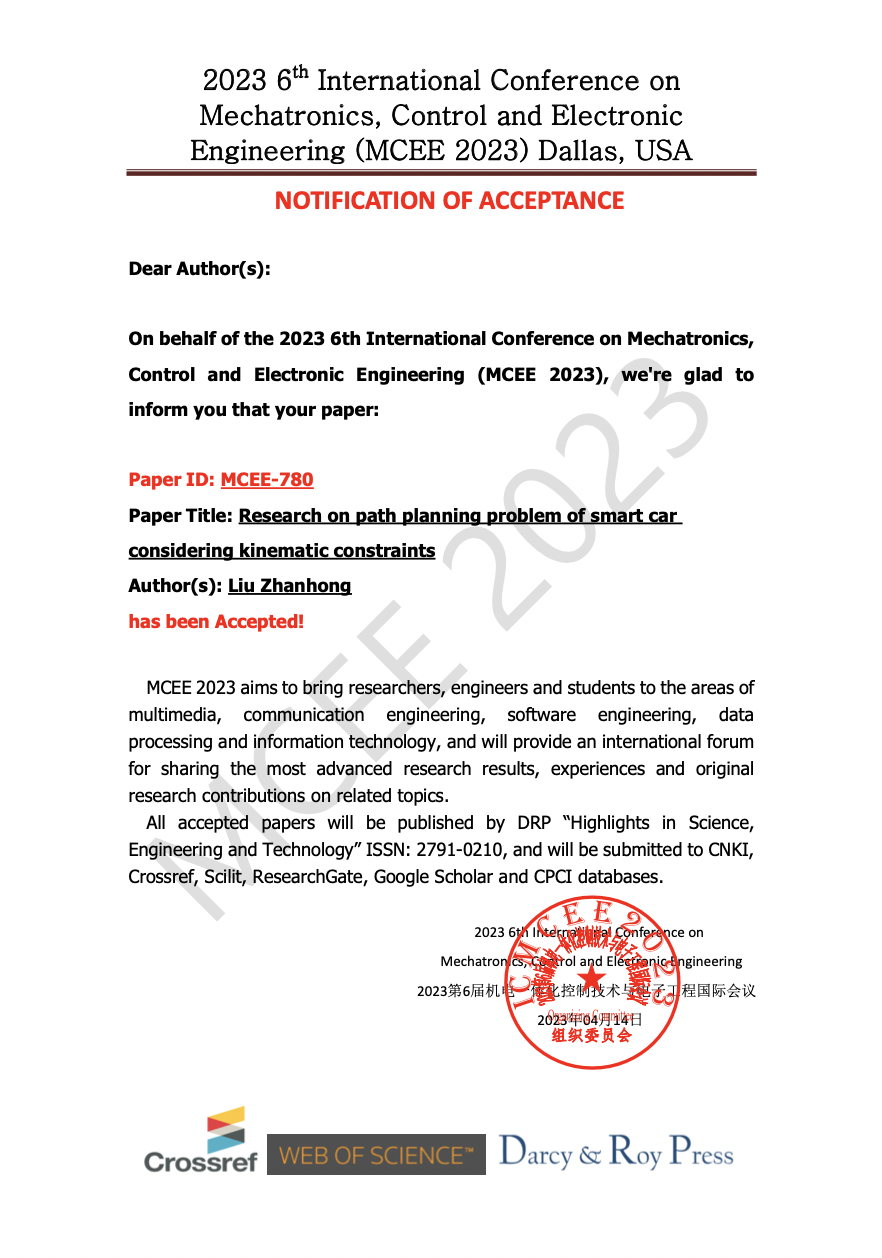 2023 6th International Conference on
Mechatronics, Control and Electronic
Engineering (MCEE 2023) Dallas, USA
NOTIFICATION OF ACCEPTANCE
Dear Author(s):
On behalf of the 2023 6th International Conference on Mechatronics,
Control and Electronic Engineering (MCEE 2023), we're glad to
inform you that your paper:
Paper ID: MCEE-780
Paper Title: Research on path planning problem of smart car
considering kinematic constraints
Author(s): Liu Zhanhong
has been Accepted!
MCEE 2023 aims to bring researchers, engineers and students to the areas of
multimedia, communication engineering, software engineering, data
processing and information technology, and will provide an international forum
for sharing the most advanced research results, experiences and original
research contributions on related topics.
All accepted papers will be published by DRP “Highlights in Science,
Engineering and Technology” ISSN: 2791-0210, and will be submitted to CNKI,
Crossref, Scilit, ResearchGate, Google Scholar and CPCI databases.
MCEE 2023
2023 6th International Conference on
Mechatronics, Control and Electronic Engineering
2023第6届机电一体化控制技术与电子工程国际会议
2023年04月14日
ICMCEE2023
Organizing Committee
组织委员会
Crossref
WEB OF SCIENCE™
Darcy & Roy Press